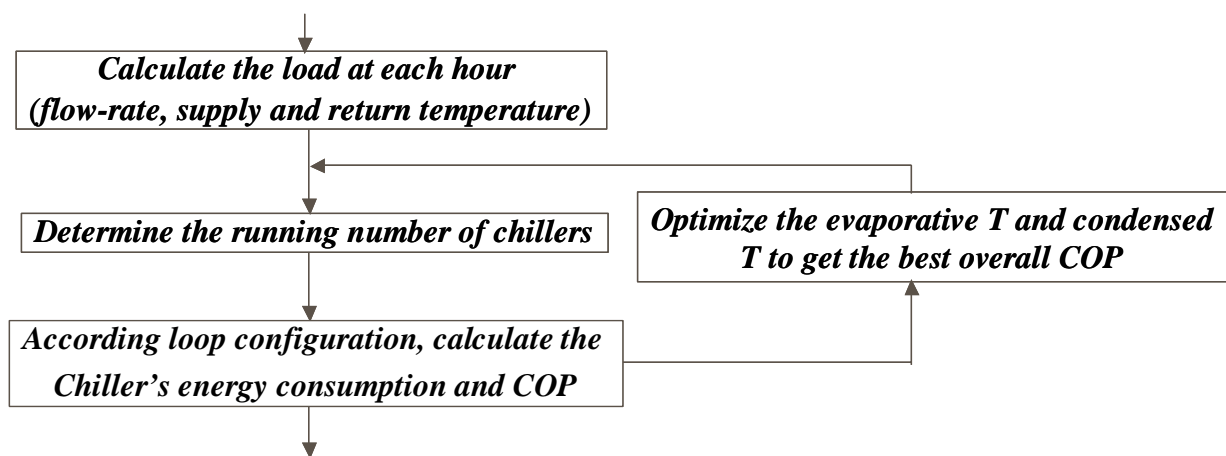 Calculate the load at each hour
(flow-rate, supply and return temperature)
Determine the running number of chillers
Optimize the evaporative T and condensed
T to get the best overall COP
According loop configuration, calculate the
Chiller’s energy consumption and COP